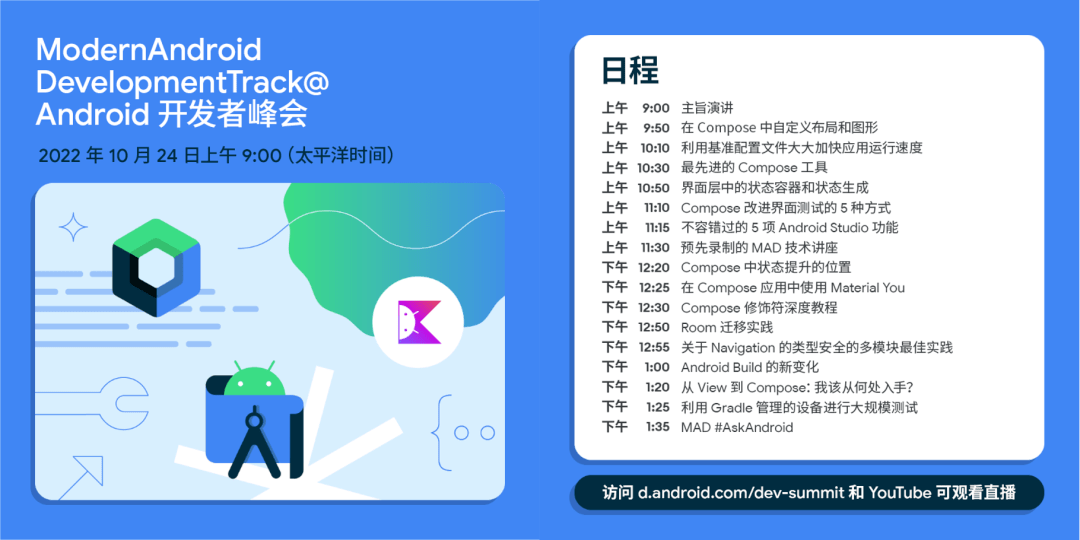 ModernAndroid
DevelopmentTrack@
Android 开发者峰会
2022 年 10 月 24 日上午 9:00（太平洋时间）
日程
上午 9:00 主旨演讲
上午 9:50 在 Compose 中自定义布局和图形
上午 10:10 利用基准配置文件大大加快应用运行速度
上午 10:30 最先进的 Compose 工具
上午 10:50 界面层中的状态容器和状态生成
上午 11:10 Compose 改进界面测试的 5 种方式
上午 11:15 不容错过的 5 项 Android Studio 功能
上午 11:30 预先录制的 MAD 技术讲座
下午 12:20 Compose 中状态提升的位置
下午 12:25 在 Compose 应用中使用 Material You
下午 12:30 Compose 修饰符深度教程
下午 12:50 Room 迁移实践
下午 12:55 关于 Navigation 的类型安全的多模块最佳实践
下午 1:00 Android Build 的新变化
下午 1:20 从 View 到 Compose：我该从何处入手？
下午 1:25 利用 Gradle 管理的设备进行大规模测试
下午 1:35 MAD #AskAndroid
访问 d.android.com/dev-summit 和 YouTube 可观看直播